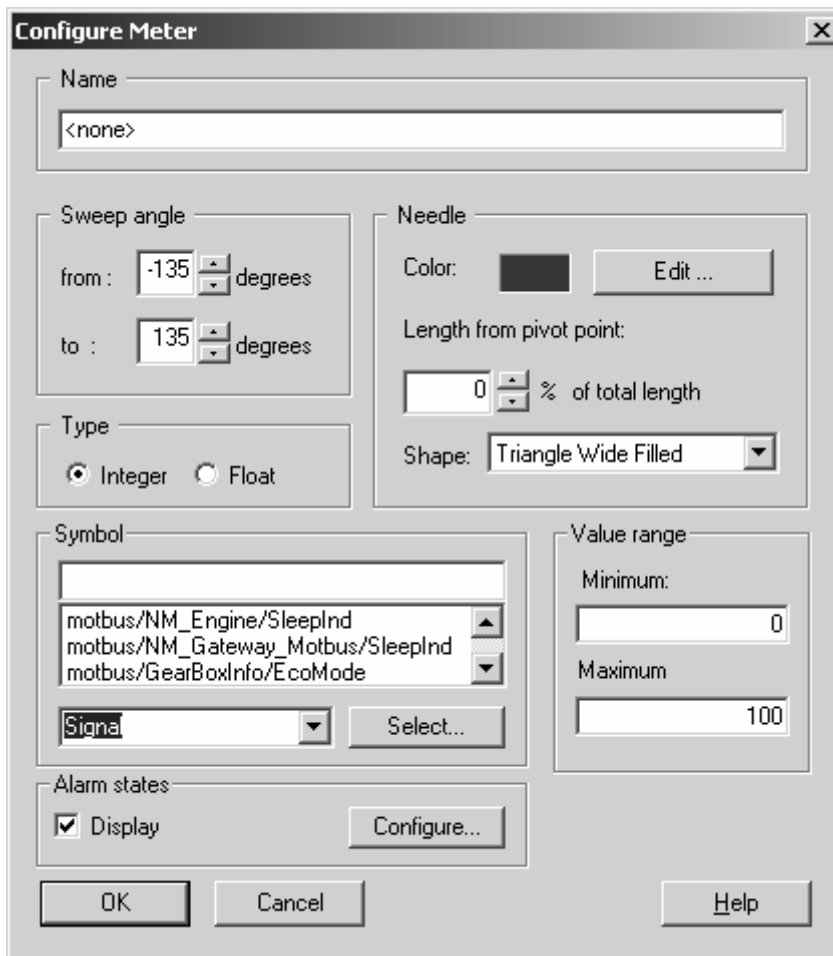 Configure Meter
Name
<none>
Sweep angle
from : -135 degrees
to : 135 degrees
Needle
Color: Edit ...
Length from pivot point:
0 % of total length
Shape: Triangle Wide Filled
Type
Integer Float
Symbol
motbus/NM_Engine/SleepInd
motbus/NM_Gateway_Motbus/SleepInd
motbus/GearBoxInfo/EcoMode
Signal Select...
Value range
Minimum:
0
Maximum
100
Alarm states
Display Configure...
OK Cancel Help